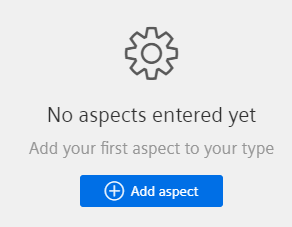 No aspects entered yet
Add your first aspect to your type
Add aspect